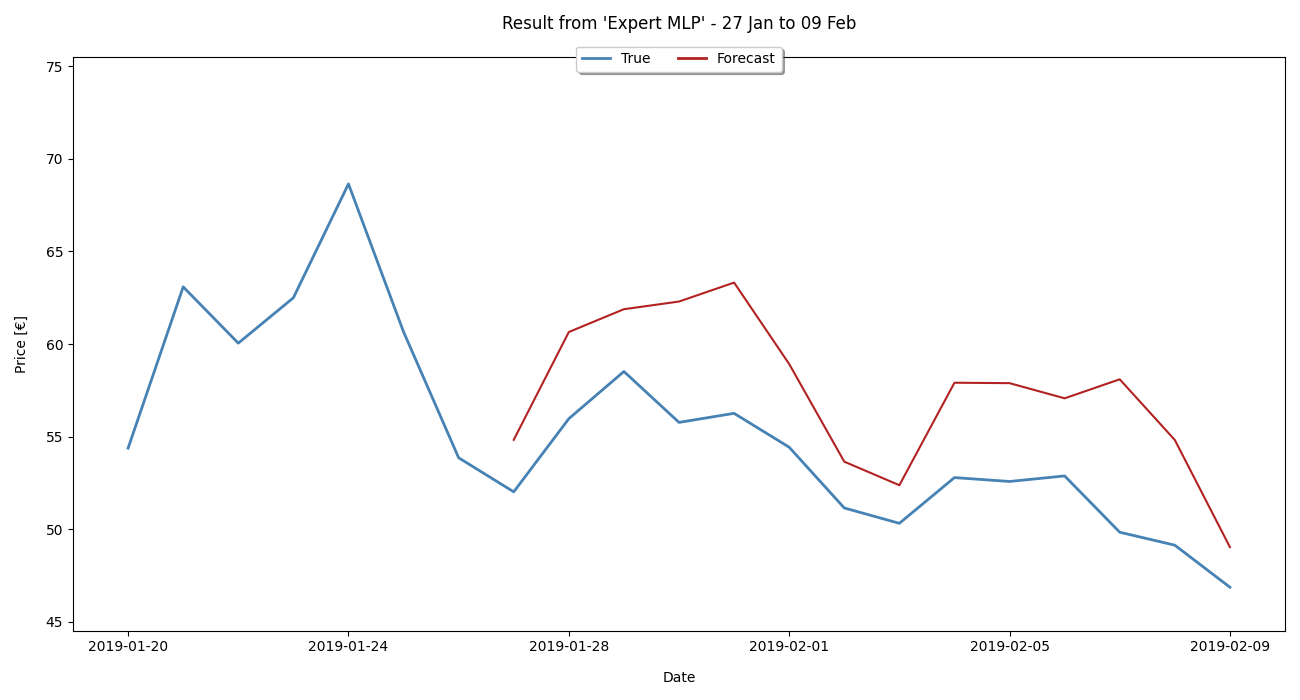 Result from 'Expert MLP' - 27 Jan to 09 Feb
True
Forecast
Price [€]
75
70
65
60
55
50
45
2019-01-20
2019-01-24
2019-01-28
2019-02-01
2019-02-05
2019-02-09
Date